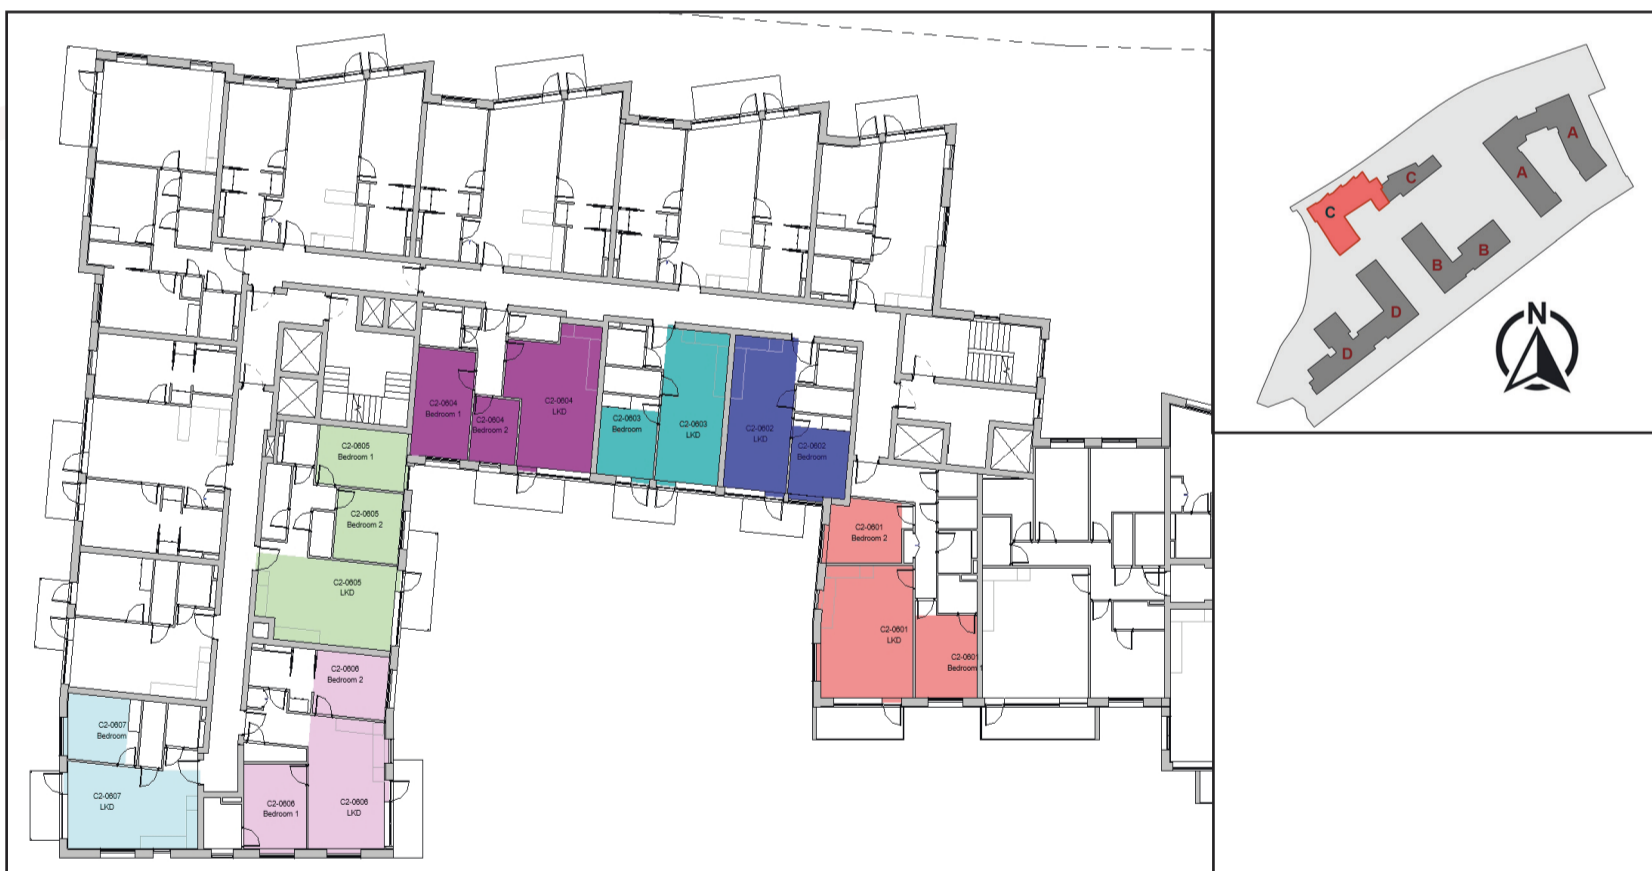 C2-0604
Bedroom 1
C2-0604
Bedroom 2
C2-0604
LKD
C2-0603
Bedroom
C2-0603
LKD
C2-0602
LKD
C2-0602
Bedroom
C2-0605
Bedroom 1
C2-0605
Bedroom 2
C2-0605
LKD
C2-0601
Bedroom 2
C2-0601
LKD
C2-0601
Bedroom 1
C2-0606
Bedroom 2
C2-0606
Bedroom 1
C2-0606
LKD
C2-0607
Bedroom
C2-0607
LKD
A
A
C
C
B
B
D
D
N